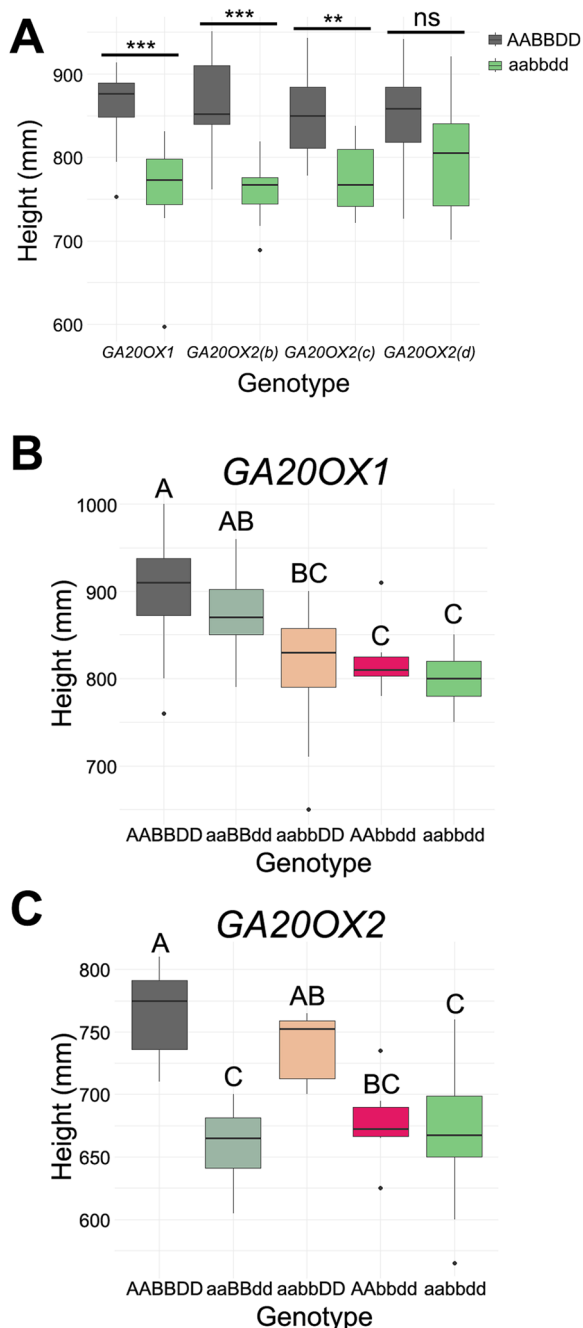 A
*** *** ** ns
AABBDD
aabbdd
Height (mm)
900
800
700
600
GA20OX1 GA20OX2(b) GA20OX2(c) GA20OX2(d)
Genotype
B
GA20OX1
A AB BC C C
Height (mm)
1000
900
800
700
AABBDD aaBBdd aabbDD AAbbdd aabbdd
Genotype
C
GA20OX2
A C AB BC C
Height (mm)
800
750
700
650
600
AABBDD aaBBdd aabbDD AAbbdd aabbdd
Genotype